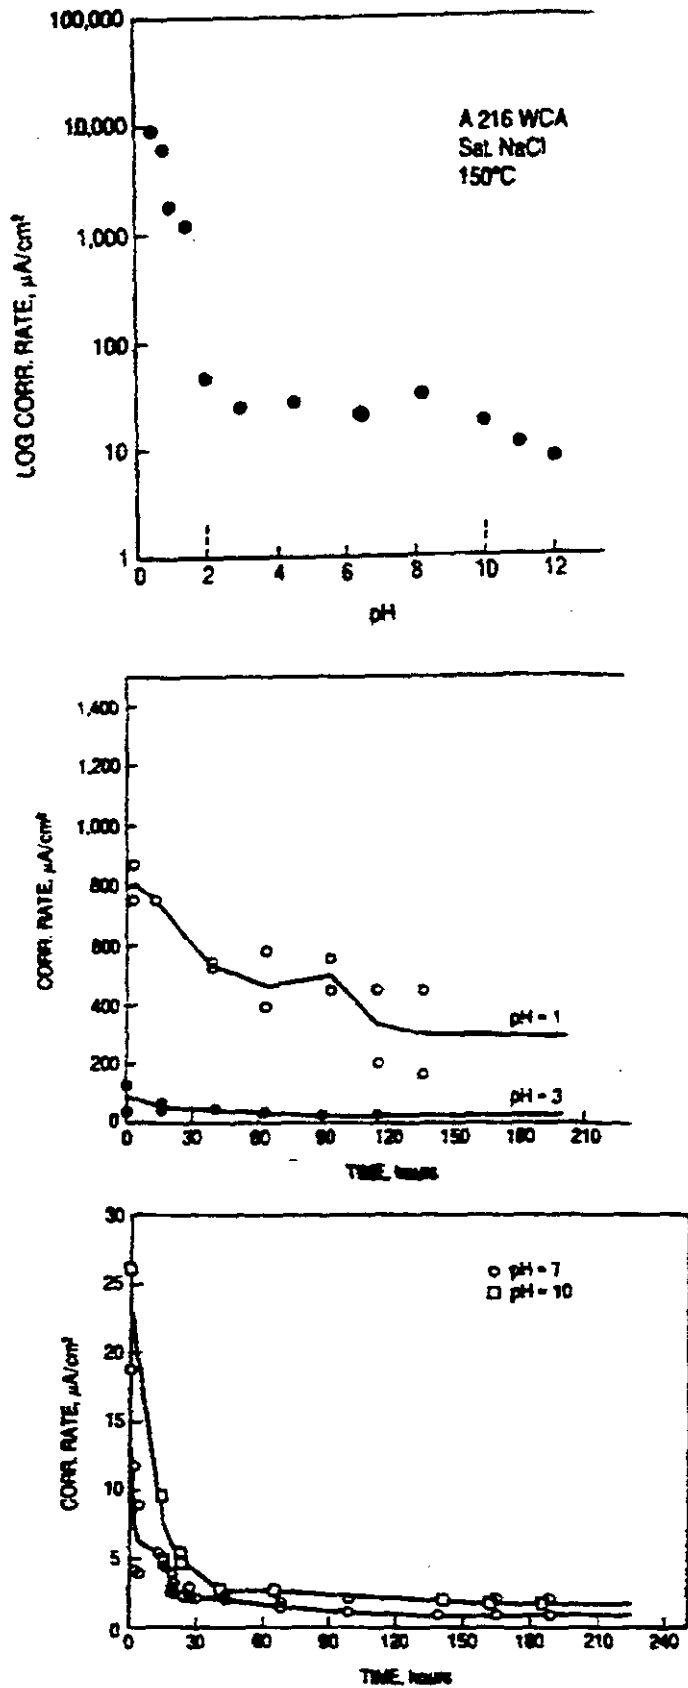 100,000
10,000
1,000
100
10
1
LOG CORR. RATE, µA/cm²
A 216 WCA
Sat. NaCl
150°C
0 2 4 6 8 10 12
pH
1,400
1,200
1,000
800
600
400
200
0
CORR. RATE, µA/cm²
pH = 1
pH = 3
0 30 60 90 120 150 180 210
TIME, hours
30
25
20
15
10
5
0
CORR. RATE, µA/cm²
pH = 7
pH = 10
0 30 60 90 120 150 180 210 240
TIME, hours